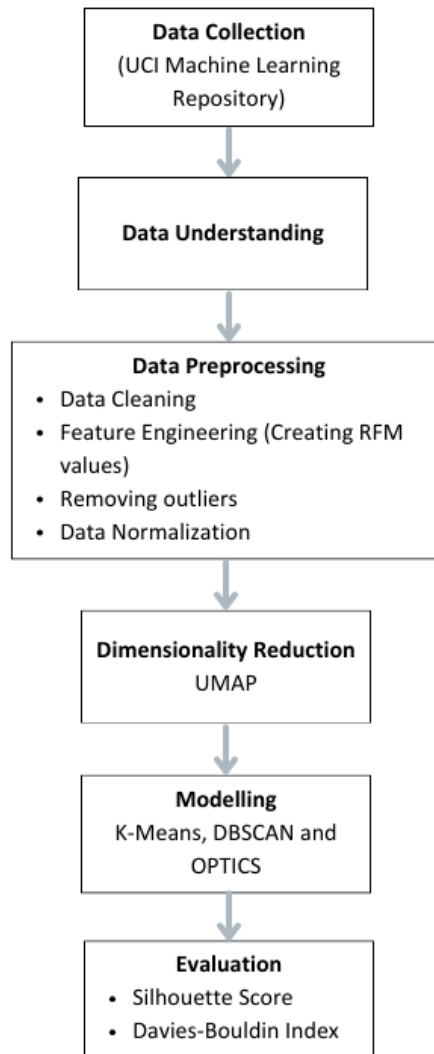 Data Collection
(UCI Machine Learning
Repository)
Data Understanding
Data Preprocessing
• Data Cleaning
• Feature Engineering (Creating RFM
values)
• Removing outliers
• Data Normalization
Dimensionality Reduction
UMAP
Modelling
K-Means, DBSCAN and
OPTICS
Evaluation
• Silhouette Score
• Davies-Bouldin Index